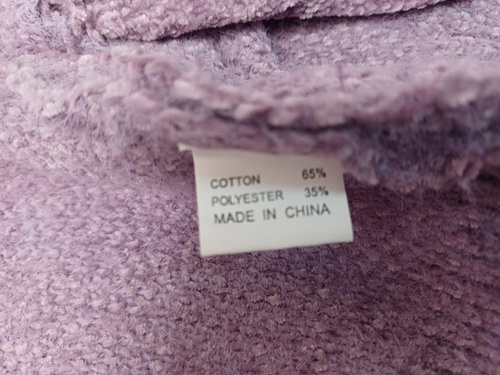 COTTON 65%
POLYESTER 35%
MADE IN CHINA